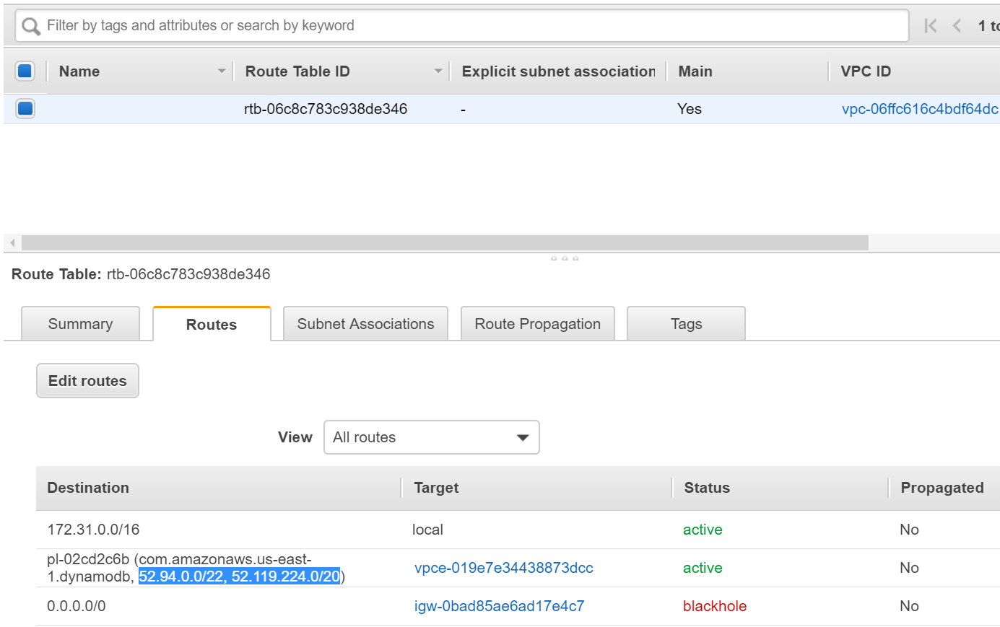 Filter by tags and attributes or search by keyword
1 to
Name Route Table ID Explicit subnet association Main VPC ID
rtb-06c8c783c938de346 - Yes vpc-06ffc616c4bdf64dc
Route Table: rtb-06c8c783c938de346
Summary Routes Subnet Associations Route Propagation Tags
Edit routes
View All routes
Destination Target Status Propagated
172.31.0.0/16 local active No
pl-02cd2c6b (com.amazonaws.us-east-
1.dynamodb, 52.94.0.0/22, 52.119.224.0/20) vpce-019e7e34438873dcc active No
0.0.0.0/0 igw-0bad85ae6ad17e4c7 blackhole No